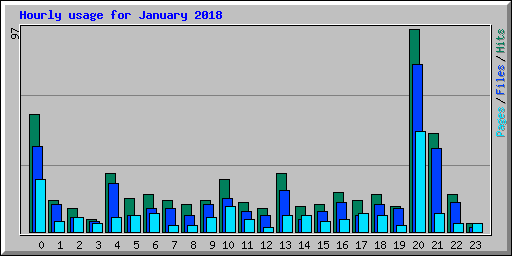 Hourly usage for January 2018
97
Pages/Files/Hits
0 1 2 3 4 5 6 7 8 9 10 11 12 13 14 15 16 17 18 19 20 21 22 23